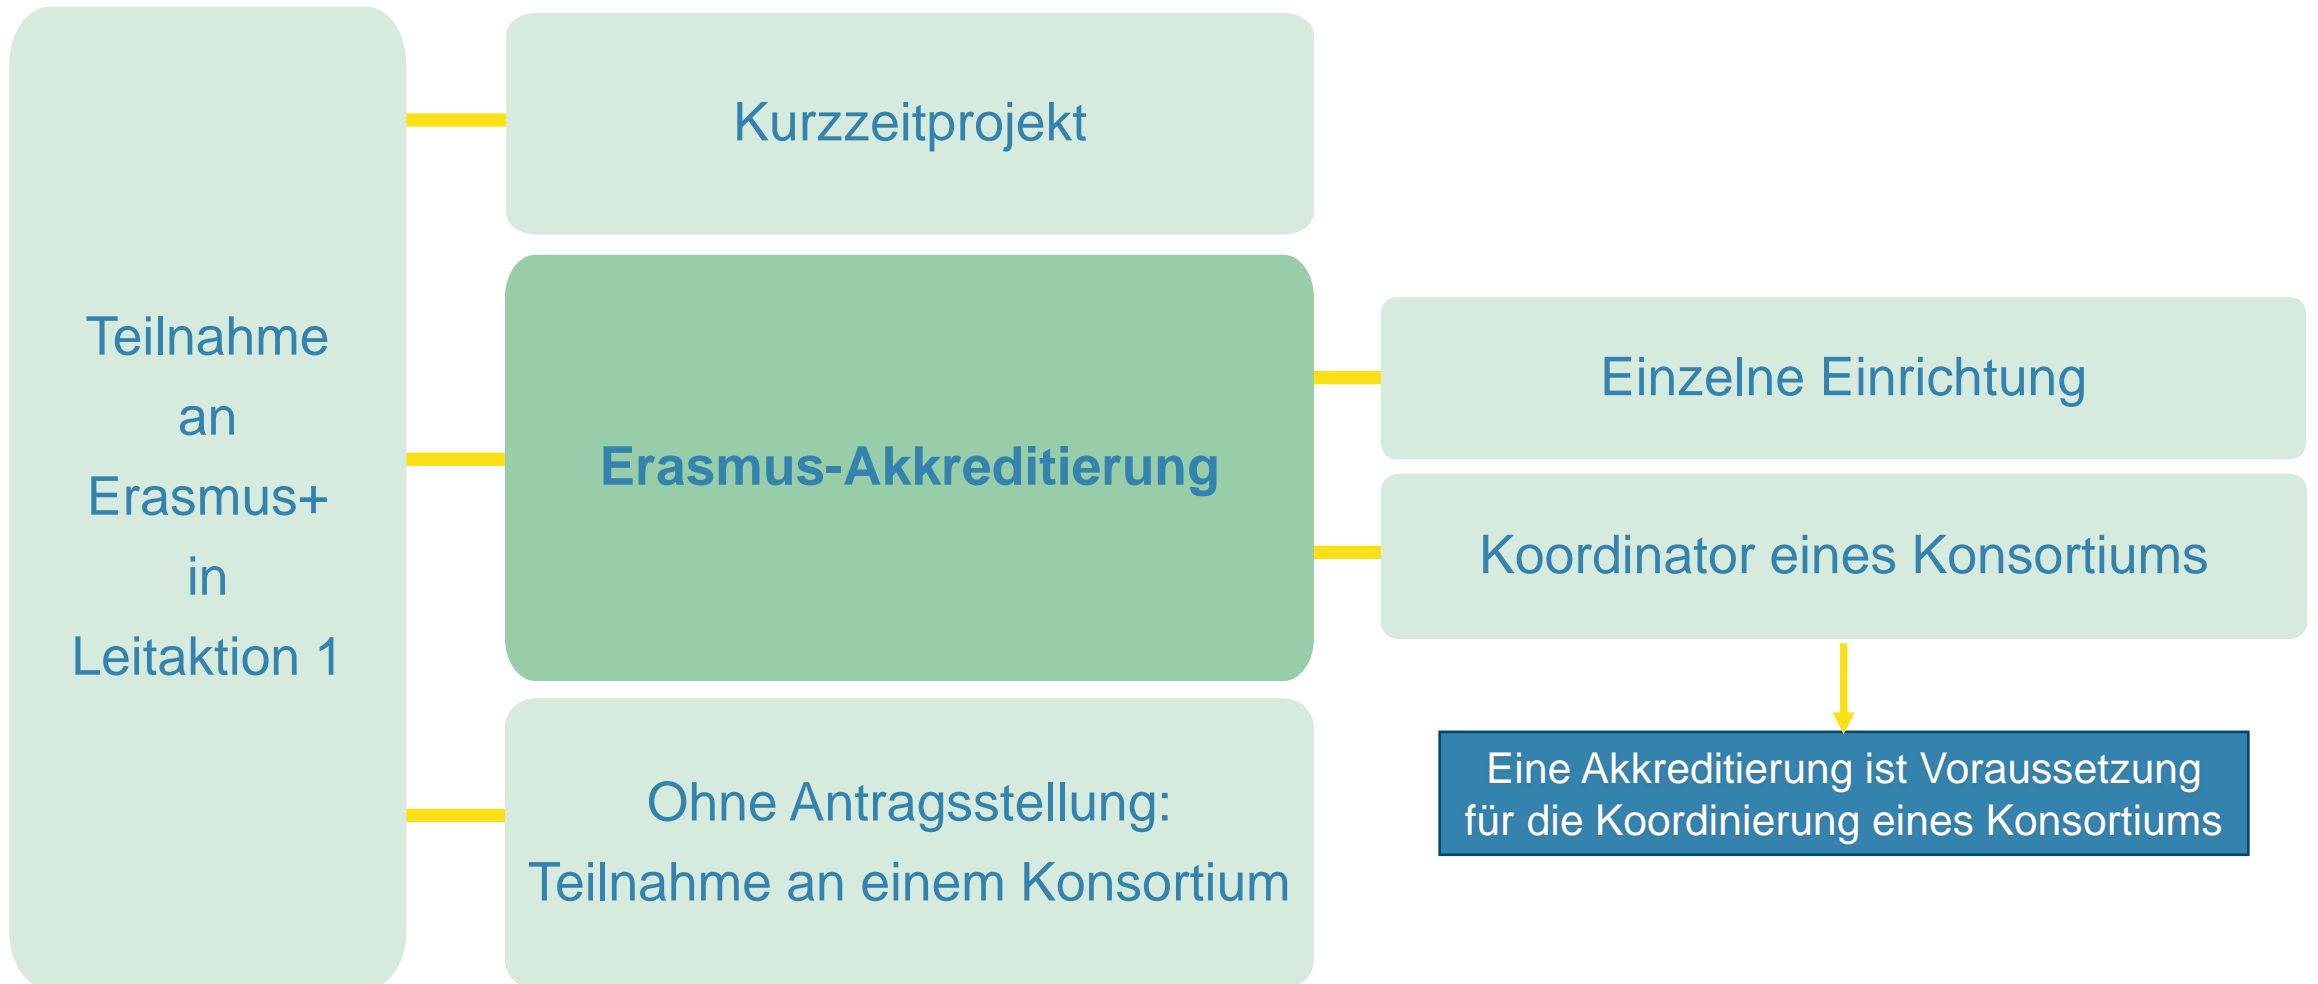 Teilnahme
an
Erasmus+
in
Leitaktion 1
Kurzzeitprojekt
Erasmus-Akkreditierung
Ohne Antragsstellung:
Teilnahme an einem Konsortium
Einzelne Einrichtung
Koordinator eines Konsortiums
Eine Akkreditierung ist Voraussetzung
für die Koordinierung eines Konsortiums